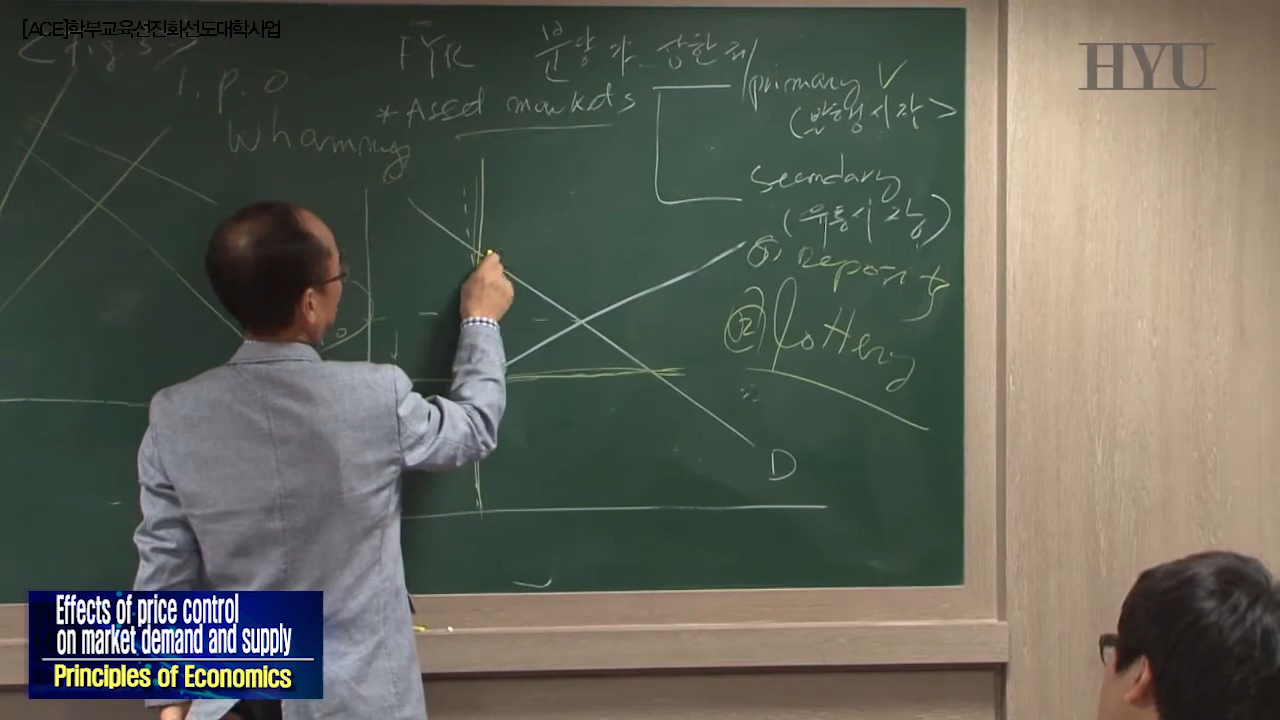 [ACE]학부교육선진화선도대학사업
HYU
FYR 분양가 상한제
I.P.O
* Asset markets
primary V
(발행시장)
secondary
(유통시장)
① Report
② lottery
D
Effects of price control
on market demand and supply
Principles of Economics